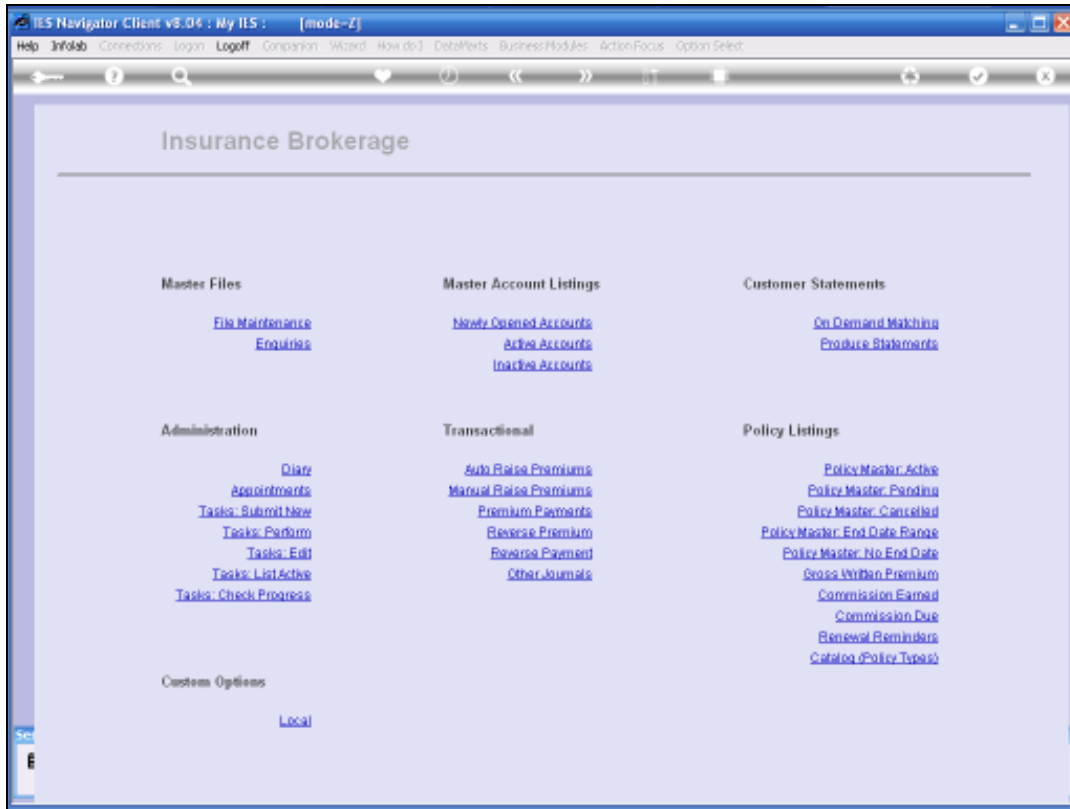 IES Navigator Client v8.04 : My IES : [mode=Z]
Help Infolab Connections Logon Logoff Companion Wizard How do I DataAlerts Business Modules Action Focus Option Select
Insurance Brokerage
Master Files
File Maintenance
Enquiries
Master Account Listings
Newly Opened Accounts
Active Accounts
Inactive Accounts
Customer Statements
On Demand Matching
Produce Statements
Administration
Diary
Appointments
Tasks: Submit New
Tasks: Perform
Tasks: Edit
Tasks: List Active
Tasks: Check Progress
Transactional
Auto Raise Premiums
Manual Raise Premiums
Premium Payments
Reverse Premium
Reverse Payment
Other Journals
Policy Listings
Policy Master: Active
Policy Master: Pending
Policy Master: Cancelled
Policy Master: End Date Range
Policy Master: No End Date
Gross Written Premium
Commission Earned
Commission Due
Renewal Reminders
Catalog (Policy Types)
Custom Options
Local